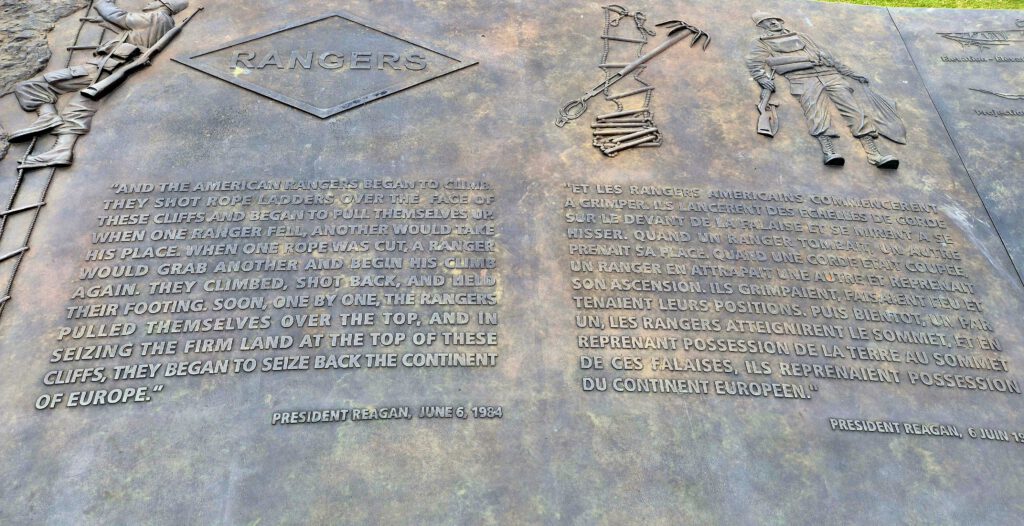 RANGERS
"AND THE AMERICAN RANGERS BEGAN TO CLIMB.
THEY SHOT ROPE LADDERS OVER THE FACE OF
THESE CLIFFS AND BEGAN TO PULL THEMSELVES UP.
WHEN ONE RANGER FELL, ANOTHER WOULD TAKE
HIS PLACE. WHEN ONE ROPE WAS CUT, A RANGER
WOULD GRAB ANOTHER AND BEGIN HIS CLIMB
AGAIN. THEY CLIMBED, SHOT BACK, AND HELD
THEIR FOOTING. SOON, ONE BY ONE, THE RANGERS
PULLED THEMSELVES OVER THE TOP, AND IN
SEIZING THE FIRM LAND AT THE TOP OF THESE
CLIFFS, THEY BEGAN TO SEIZE BACK THE CONTINENT
OF EUROPE."
PRESIDENT REAGAN, JUNE 6, 1984
"ET LES RANGERS AMERICAINS COMMENCERENT
A GRIMPER. ILS LANCERENT DES ECHELLES DE CORDE
SUR LE DEVANT DE LA FALAISE ET SE MIRENT A SE
HISSER. QUAND UN RANGER TOMBAIT, UN AUTRE
PRENAIT SA PLACE. QUAND UNE CORDE ETAIT COUPEE,
UN RANGER EN ATTRAPAIT UNE AUTRE ET REPRENAIT
SON ASCENSION. ILS GRIMPAIENT, FAISAIENT FEU ET
TENAIENT LEURS POSITIONS. PUIS BIENTOT, UN PAR
UN, LES RANGERS ATTEIGNIRENT LE SOMMET, ET EN
REPRENANT POSSESSION DE LA TERRE AU SOMMET
DE CES FALAISES, ILS REPRENAIENT POSSESSION
DU CONTINENT EUROPEEN."
PRESIDENT REAGAN, 6 JUIN 19
Elevation - Eleva
Projection